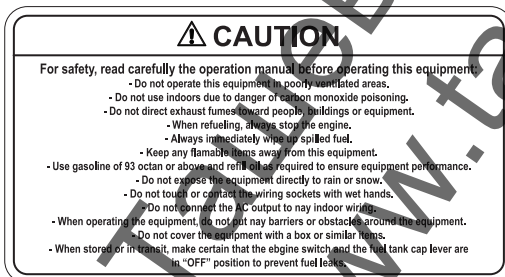 ⚠ CAUTION
For safety, read carefully the operation manual before operating this equipment:
- Do not operate this equipment in poorly ventilated areas.
- Do not use indoors due to danger of carbon monoxide poisoning.
- Do not direct exhaust fumes toward people, buildings or equipment.
- When refueling, always stop the engine.
- Always immediately wipe up spilled fuel.
- Keep any flamable items away from this equipment.
- Use gasoline of 93 octan or above and refill oil as required to ensure equipment performance.
- Do not expose the equipment directly to rain or snow.
- Do not touch or contact the wiring sockets with wet hands.
- Do not connect the AC output to nay indoor wiring.
- When operating the equipment, do not put nay barriers or obstacles around the equipment.
- Do not cover the equipment with a box or similar items.
- When stored or in transit, make certain that the ebgine switch and the fuel tank cap lever are
in “OFF” position to prevent fuel leaks.